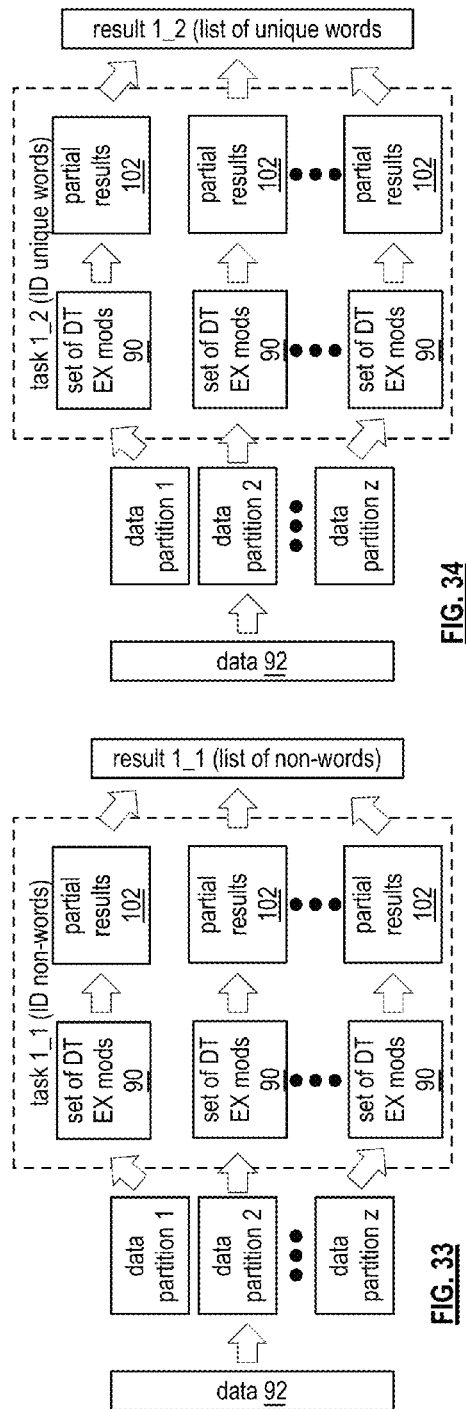 data 92
data
partition 1
data
partition 2
data
partition z
task 1_1 (ID non-words)
set of DT
EX mods
90
set of DT
EX mods
90
set of DT
EX mods
90
partial
results
102
partial
results
102
partial
results
102
result 1_1 (list of non-words)
FIG. 33
data 92
data
partition 1
data
partition 2
data
partition z
task 1_2 (ID unique words)
set of DT
EX mods
90
set of DT
EX mods
90
set of DT
EX mods
90
partial
results
102
partial
results
102
partial
results
102
result 1_2 (list of unique words
FIG. 34